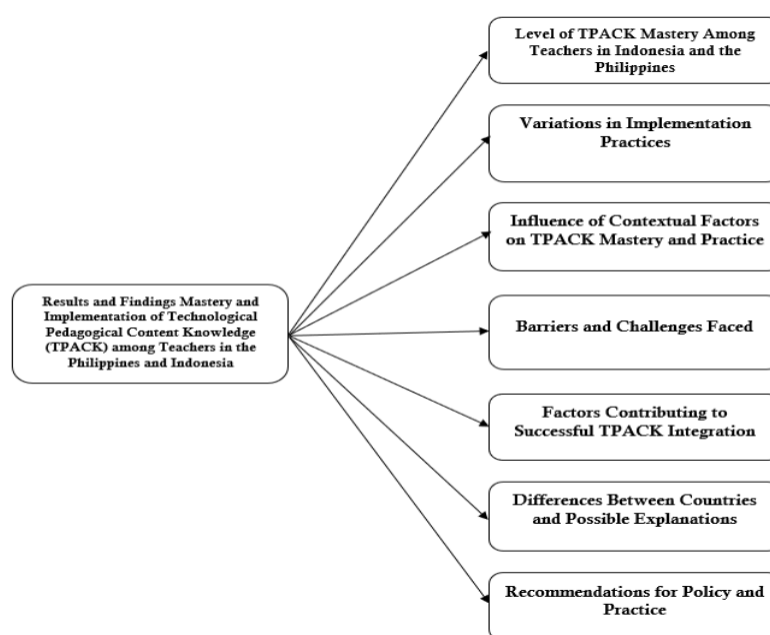 Level of TPACK Mastery Among
Teachers in Indonesia and the
Philippines
Variations in Implementation
Practices
Influence of Contextual Factors
on TPACK Mastery and Practice
Results and Findings Mastery and
Implementation of Technological
Pedagogical Content Knowledge
(TPACK) among Teachers in the
Philippines and Indonesia
Barriers and Challenges Faced
Factors Contributing to
Successful TPACK Integration
Differences Between Countries
and Possible Explanations
Recommendations for Policy and
Practice